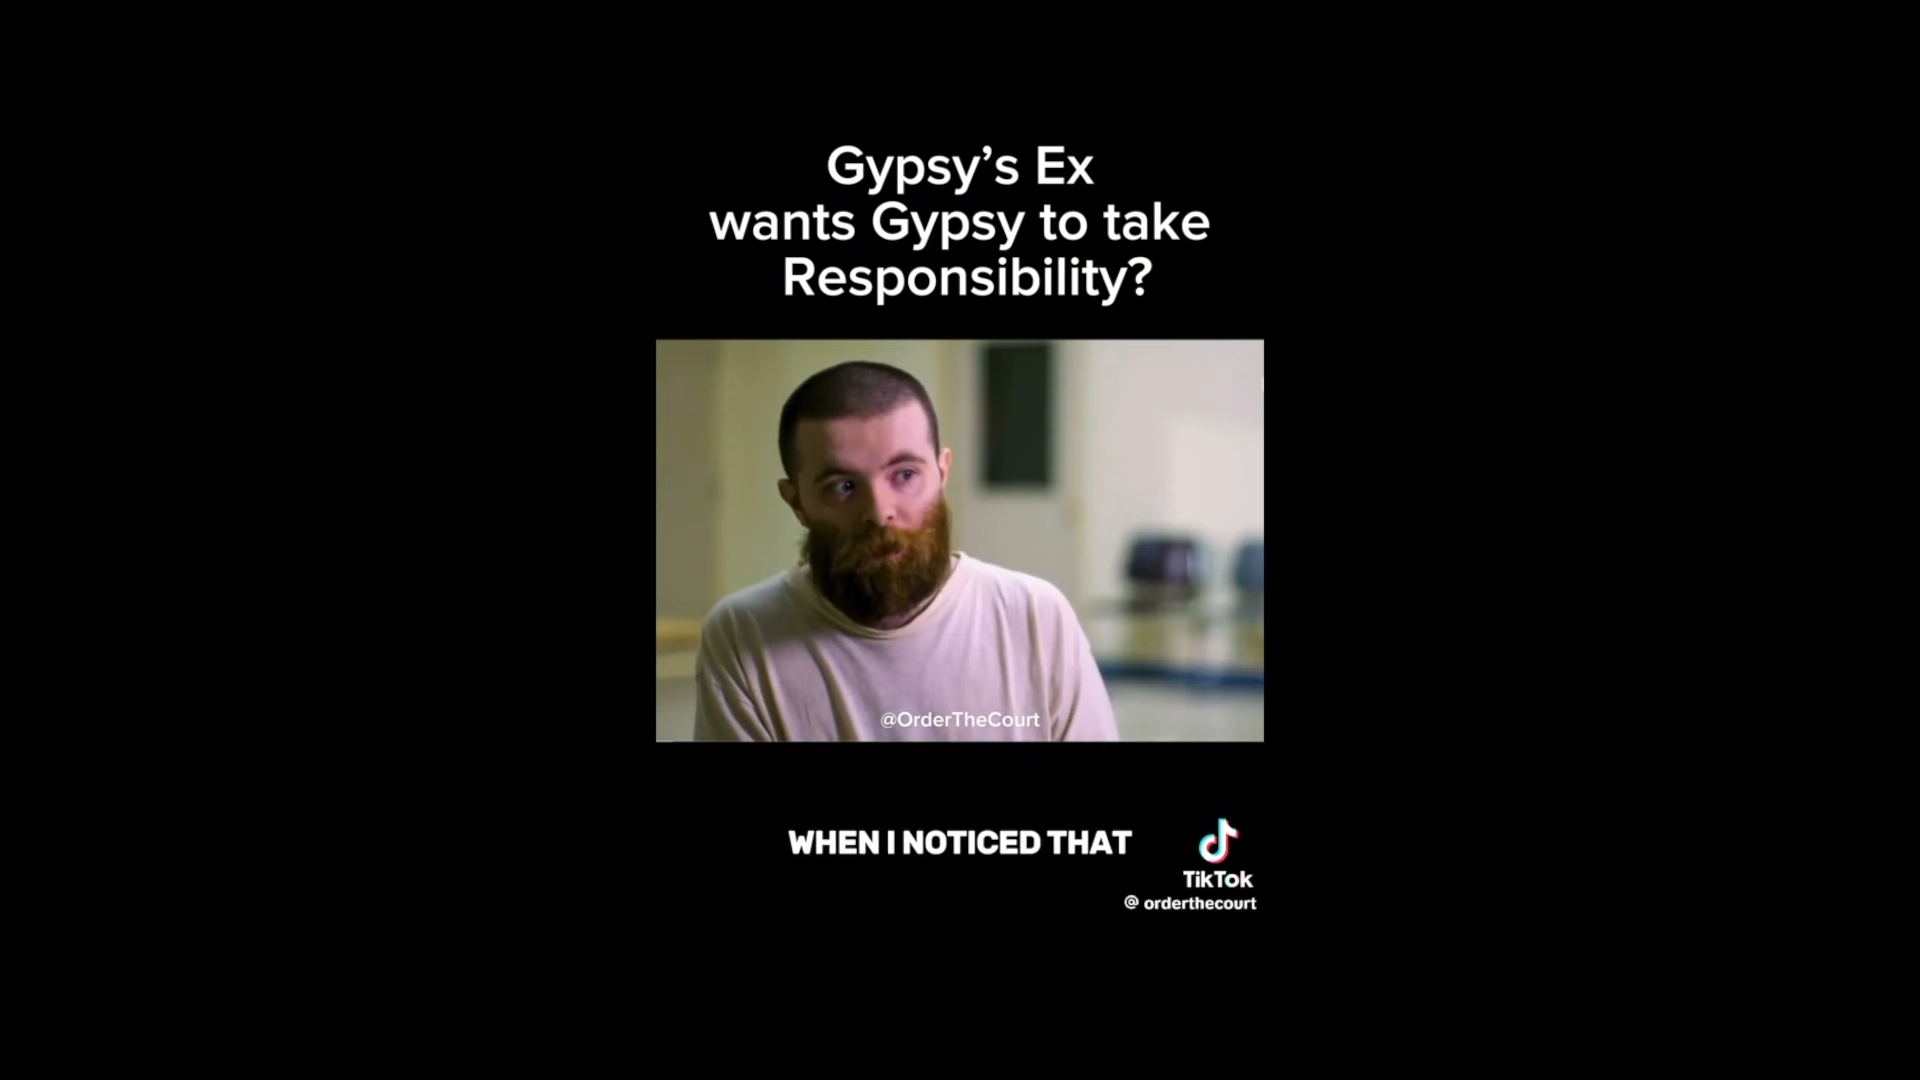 Gypsy’s Ex
wants Gypsy to take
Responsibility?
@OrderTheCourt
WHEN I NOTICED THAT
TikTok
@ orderthecourt